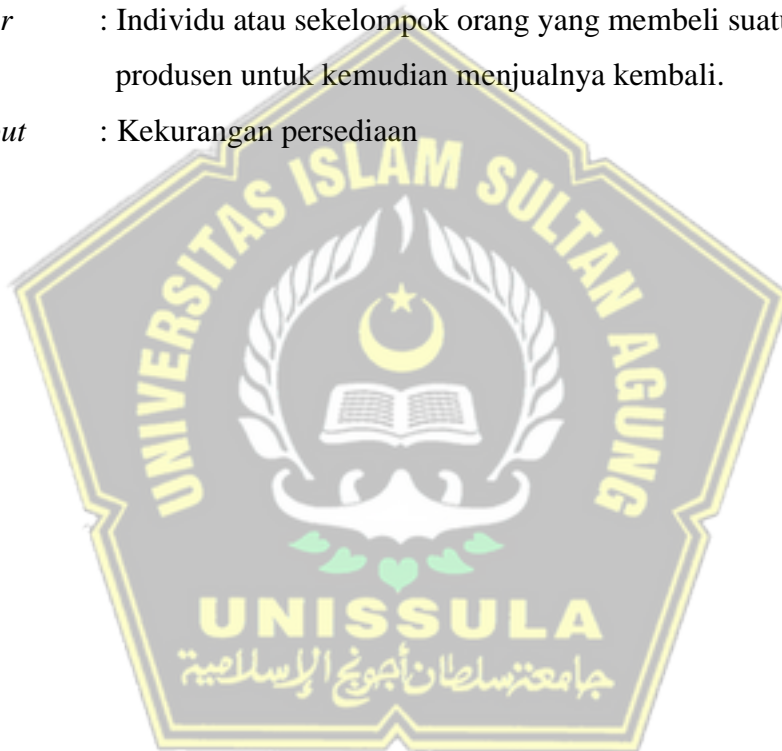 r : Individu atau sekelompok orang yang membeli suatu
produsen untuk kemudian menjualnya kembali.
out : Kekurangan persediaan
UNIVERSITAS ISLAM SULTAN AGUNG
UNISSULA
جامعة سلطان أجونج الإسلامية